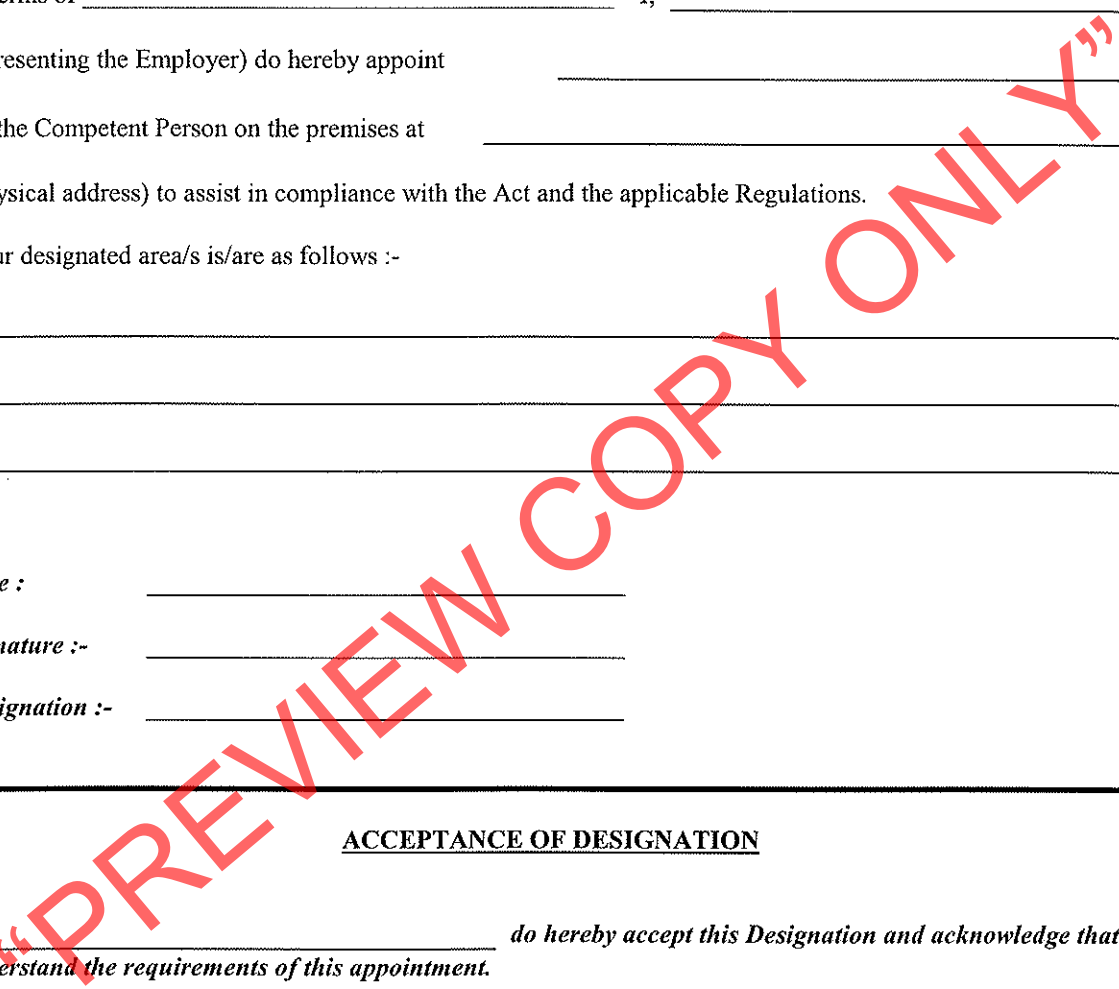 of I,
resenting the Employer) do hereby appoint
the Competent Person on the premises at
ysical address) to assist in compliance with the Act and the applicable Regulations.
ur designated area/s is/are as follows :-
e :
nature :-
ignation :-
ACCEPTANCE OF DESIGNATION
do hereby accept this Designation and acknowledge that
erstand the requirements of this appointment.
“PREVIEW COPY ONLY”